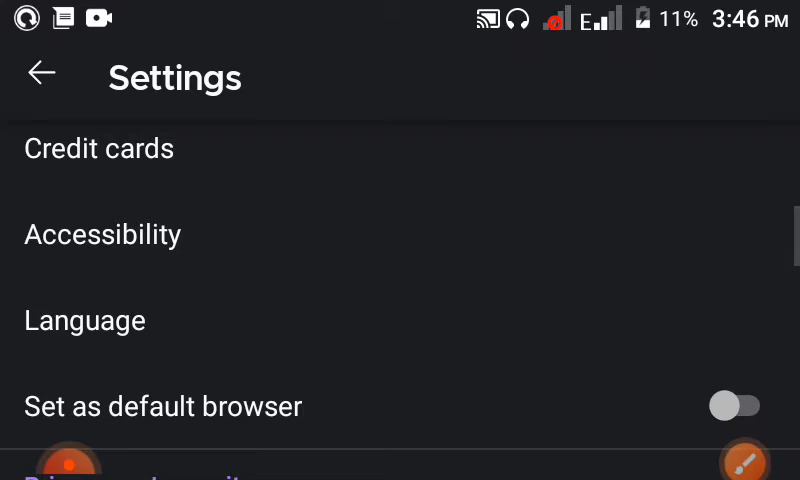 E 11% 3:46 PM
Settings
Credit cards
Accessibility
Language
Set as default browser